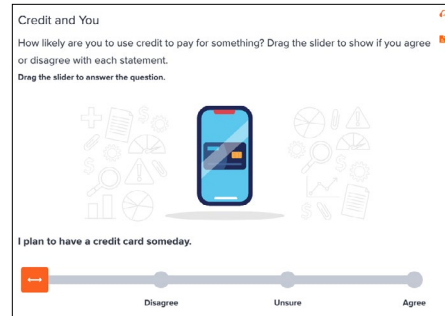 Credit and You
How likely are you to use credit to pay for something? Drag the slider to show if you agree
or disagree with each statement.
Drag the slider to answer the question.
I plan to have a credit card someday.
Disagree
Unsure
Agree